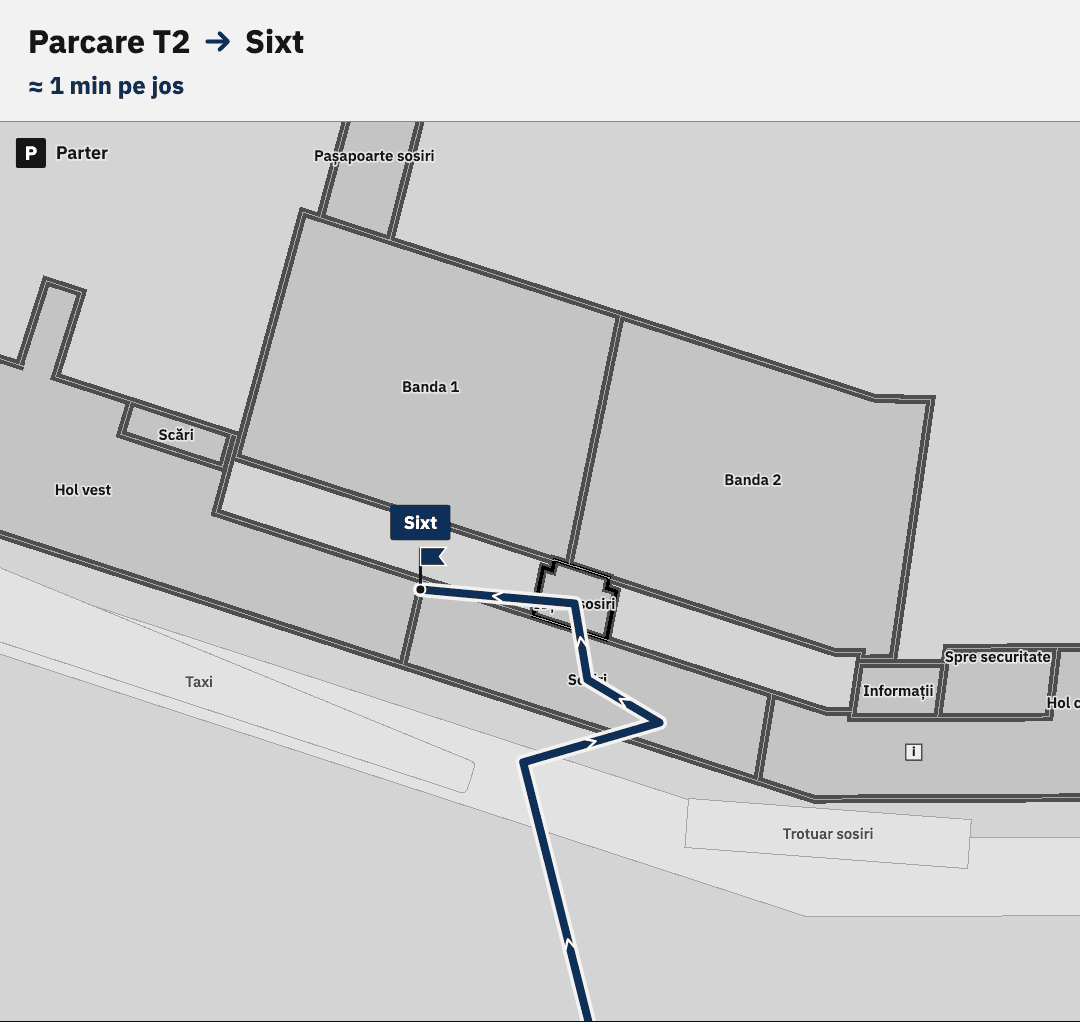 Parcare T2 → Sixt
≈ 1 min pe jos
P Parter
Pașapoarte sosiri
Banda 1
Scări
Banda 2
Hol vest
Sixt
sosiri
Spre securitate
Informații
Taxi
Hol c
i
Trotuar sosiri